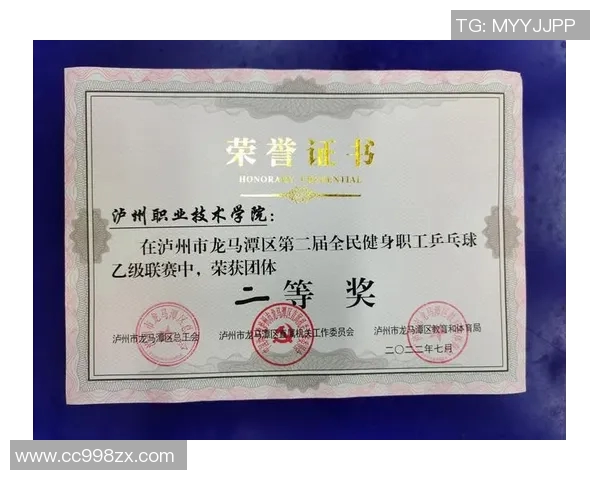 TG: MYYJJPP
荣誉证书
HONORARY CREDENTIAL
泸州职业技术学院：
在泸州市龙马潭区第二届全民健身职工乒乓球
乙级联赛中，荣获团体
二等奖
泸州市龙马潭区总工会 泸州市龙马潭区直属机关工作委员会 泸州市龙马潭区教育和体育局
二〇二二年七月
www.cc998zx.com